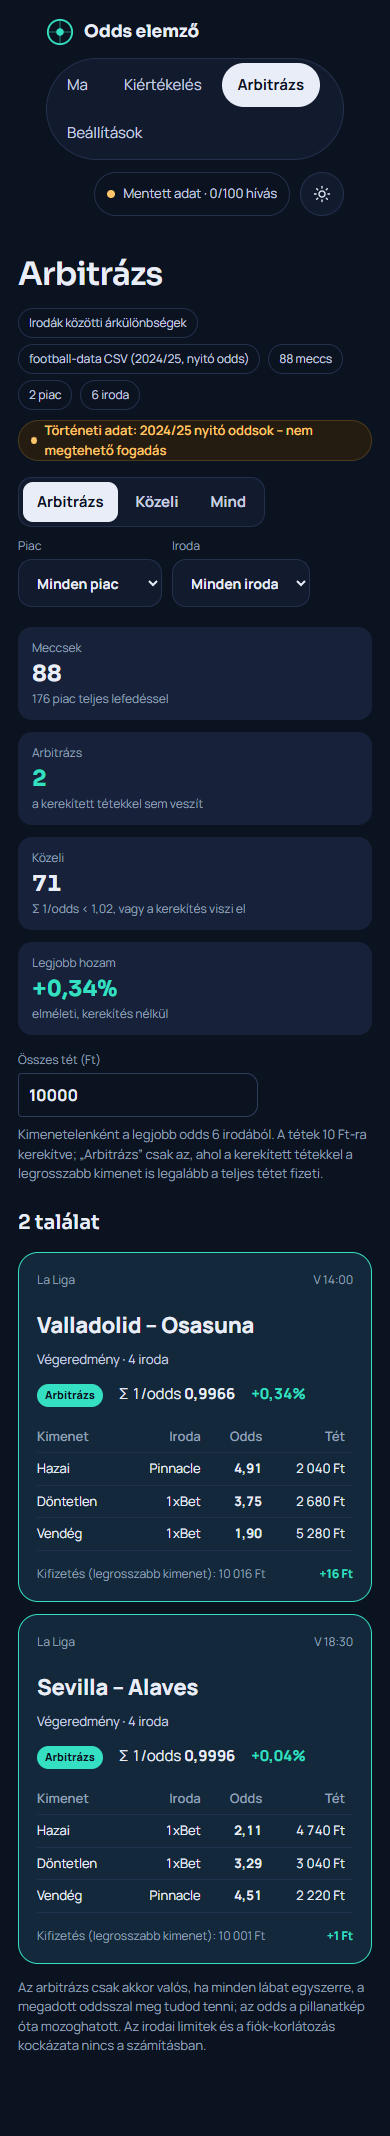 Odds elemző
Ma Kiértékelés Arbitrázs
Beállítások
Mentett adat · 0/100 hívás
Arbitrázs
Irodák közötti árkülönbségek
football-data CSV (2024/25, nyitó odds) 88 meccs
2 piac 6 iroda
Történeti adat: 2024/25 nyitó oddsok – nem
megtehető fogadás
Arbitrázs Közeli Mind
Piac Iroda
Minden piac Minden iroda
Meccsek
88
176 piac teljes lefedéssel
Arbitrázs
2
a kerekített tétekkel sem veszít
Közeli
71
Σ 1/odds < 1,02, vagy a kerekítés viszi el
Legjobb hozam
+0,34%
elméleti, kerekítés nélkül
Összes tét (Ft)
10000
Kimenetelenként a legjobb odds 6 irodából. A tétek 10 Ft-ra
kerekítve; „Arbitrázs” csak az, ahol a kerekített tétekkel a
legrosszabb kimenet is legalább a teljes tétet fizeti.
2 találat
La Liga V 14:00
Valladolid – Osasuna
Végeredmény · 4 iroda
Arbitrázs Σ 1/odds 0,9966 +0,34%
Kimenet Iroda Odds Tét
Hazai Pinnacle 4,91 2 040 Ft
Döntetlen 1xBet 3,75 2 680 Ft
Vendég 1xBet 1,90 5 280 Ft
Kifizetés (legrosszabb kimenet): 10 016 Ft +16 Ft
La Liga V 18:30
Sevilla – Alaves
Végeredmény · 4 iroda
Arbitrázs Σ 1/odds 0,9996 +0,04%
Kimenet Iroda Odds Tét
Hazai 1xBet 2,11 4 740 Ft
Döntetlen 1xBet 3,29 3 040 Ft
Vendég Pinnacle 4,51 2 220 Ft
Kifizetés (legrosszabb kimenet): 10 001 Ft +1 Ft
Az arbitrázs csak akkor valós, ha minden lábat egyszerre, a
megadott oddsszal meg tudod tenni; az odds a pillanatkép
óta mozoghatott. Az irodai limitek és a fiók-korlátozás
kockázata nincs a számításban.